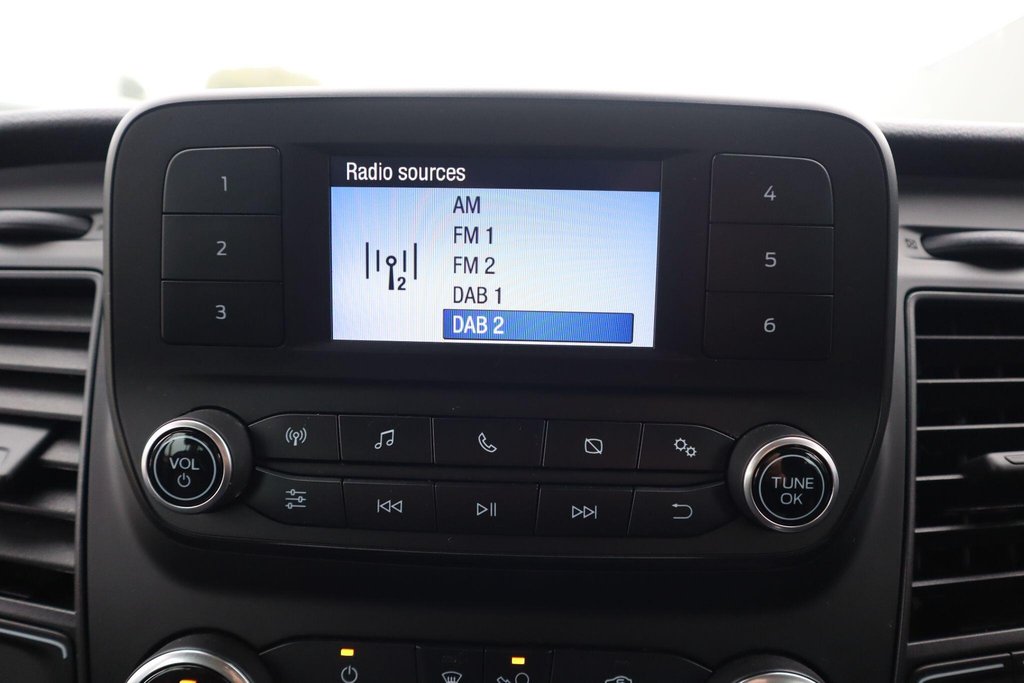 Radio sources
AM
FM 1
FM 2
DAB 1
DAB 2
2
1
2
3
4
5
6
VOL
TUNE
OK